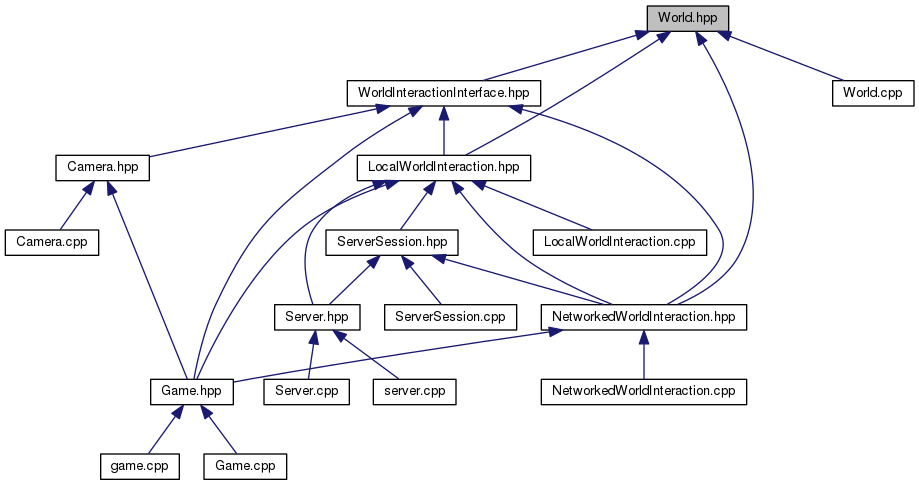 World.hpp
WorldInteractionInterface.hpp
World.cpp
Camera.hpp
LocalWorldInteraction.hpp
Camera.cpp
ServerSession.hpp
LocalWorldInteraction.cpp
Server.hpp
ServerSession.cpp
NetworkedWorldInteraction.hpp
Game.hpp
Server.cpp
server.cpp
NetworkedWorldInteraction.cpp
game.cpp
Game.cpp